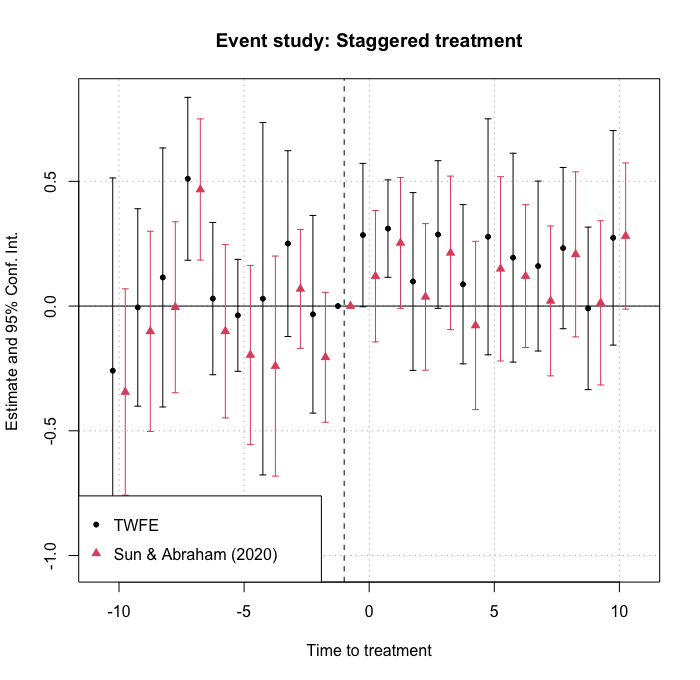 Event study: Staggered treatment
Estimate and 95% Conf. Int.
0.5
0.0
-0.5
-1.0
TWFE
Sun & Abraham (2020)
-10 -5 0 5 10
Time to treatment